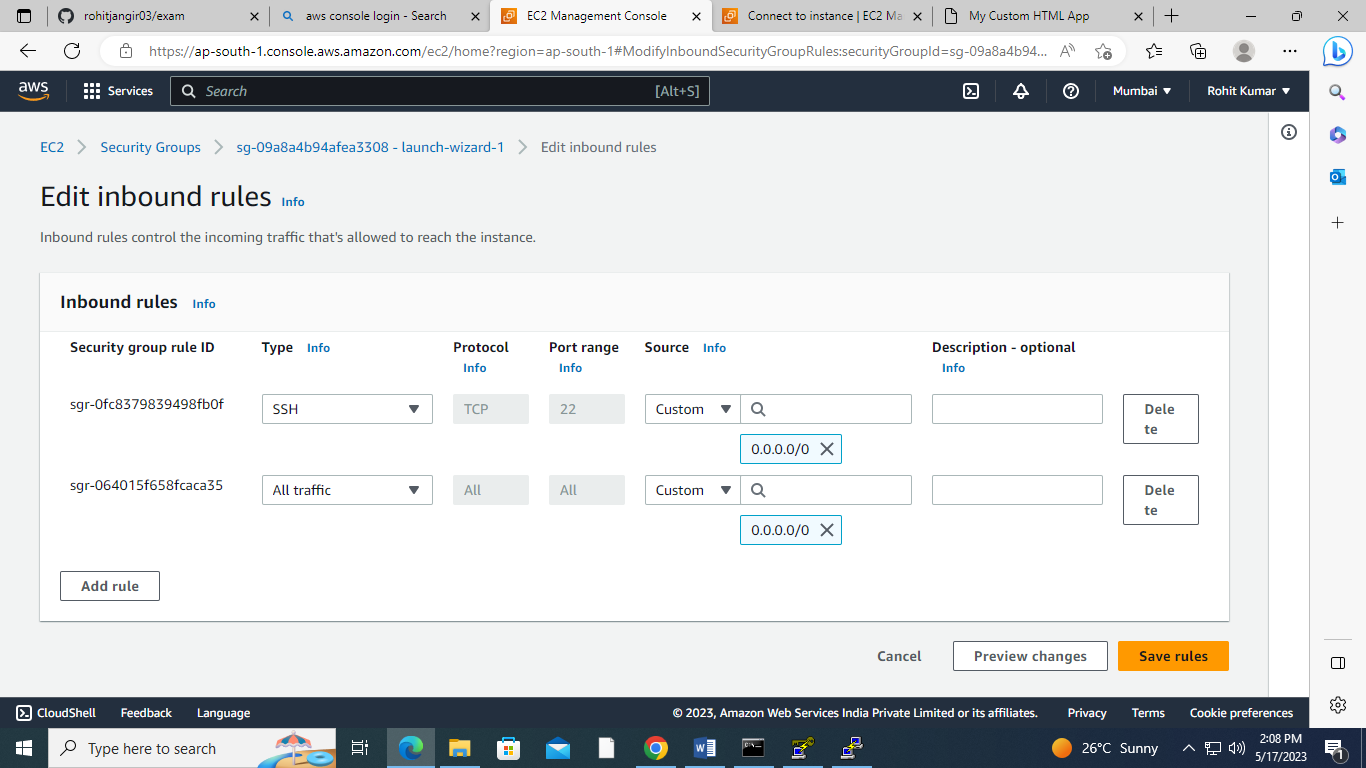 rohitjangir03/exam
aws console login - Search
EC2 Management Console
Connect to instance | EC2 Ma
My Custom HTML App
https://ap-south-1.console.aws.amazon.com/ec2/home?region=ap-south-1#ModifyInboundSecurityGroupRules:securityGroupId=sg-09a8a4b94...
aws
Services
Search
[Alt+S]
Mumbai
Rohit Kumar
EC2
Security Groups
sg-09a8a4b94afea3308 - launch-wizard-1
Edit inbound rules
Edit inbound rules Info
Inbound rules control the incoming traffic that's allowed to reach the instance.
Inbound rules Info
Security group rule ID
Type Info
Protocol
Info
Port range
Info
Source Info
Description - optional
Info
sgr-0fc8379839498fb0f
SSH
TCP
22
Custom
Dele
te
0.0.0.0/0
sgr-064015f658fcaca35
All traffic
All
All
Custom
Dele
te
0.0.0.0/0
Add rule
Cancel
Preview changes
Save rules
CloudShell
Feedback
Language
© 2023, Amazon Web Services India Private Limited or its affiliates.
Privacy
Terms
Cookie preferences
Type here to search
26°C Sunny
2:08 PM
5/17/2023
1